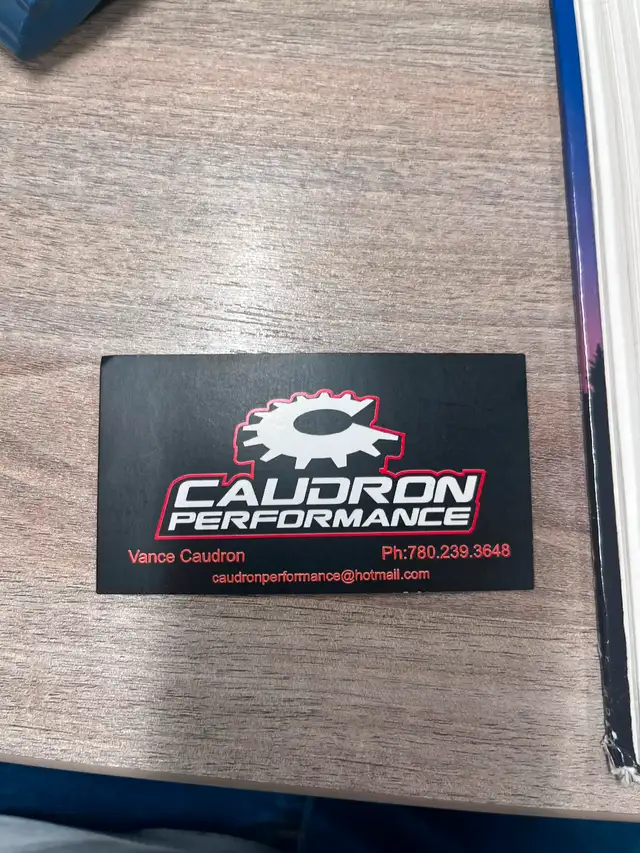 CAUDRON
PERFORMANCE
Vance Caudron
Ph:780.239.3648
caudronperformance@hotmail.com